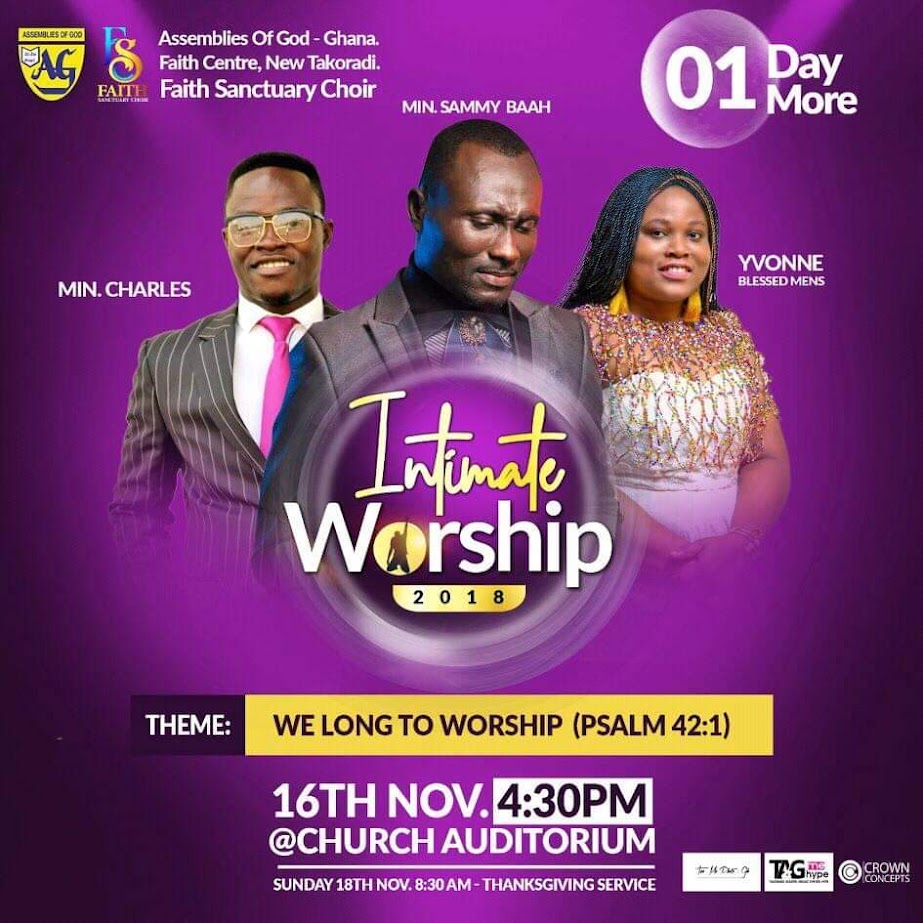 ASSEMBLIES OF GOD
AG
FS
FAITH
SANCTUARY CHOIR
Assemblies Of God - Ghana.
Faith Centre, New Takoradi.
Faith Sanctuary Choir
01 Day
More
MIN. SAMMY BAAH
MIN. CHARLES
YVONNE
BLESSED MENS
Intimate
Worship
2018
THEME: WE LONG TO WORSHIP (PSALM 42:1)
16TH NOV. 4:30PM
@CHURCH AUDITORIUM
SUNDAY 18TH NOV. 8:30 AM - THANKSGIVING SERVICE
TAG
hype
CROWN
CONCEPTS